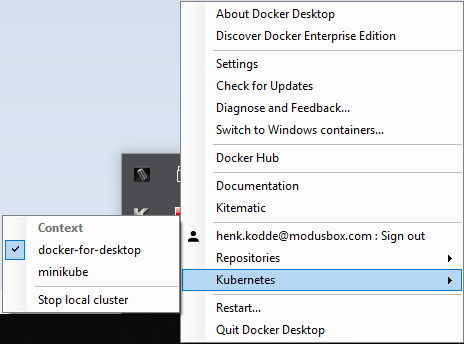 About Docker Desktop
Discover Docker Enterprise Edition
Settings
Check for Updates
Diagnose and Feedback...
Switch to Windows containers...
Docker Hub
Documentation
Kitematic
henk.kodde@modusbox.com : Sign out
Repositories
Kubernetes
Restart...
Quit Docker Desktop
Context
docker-for-desktop
minikube
Stop local cluster